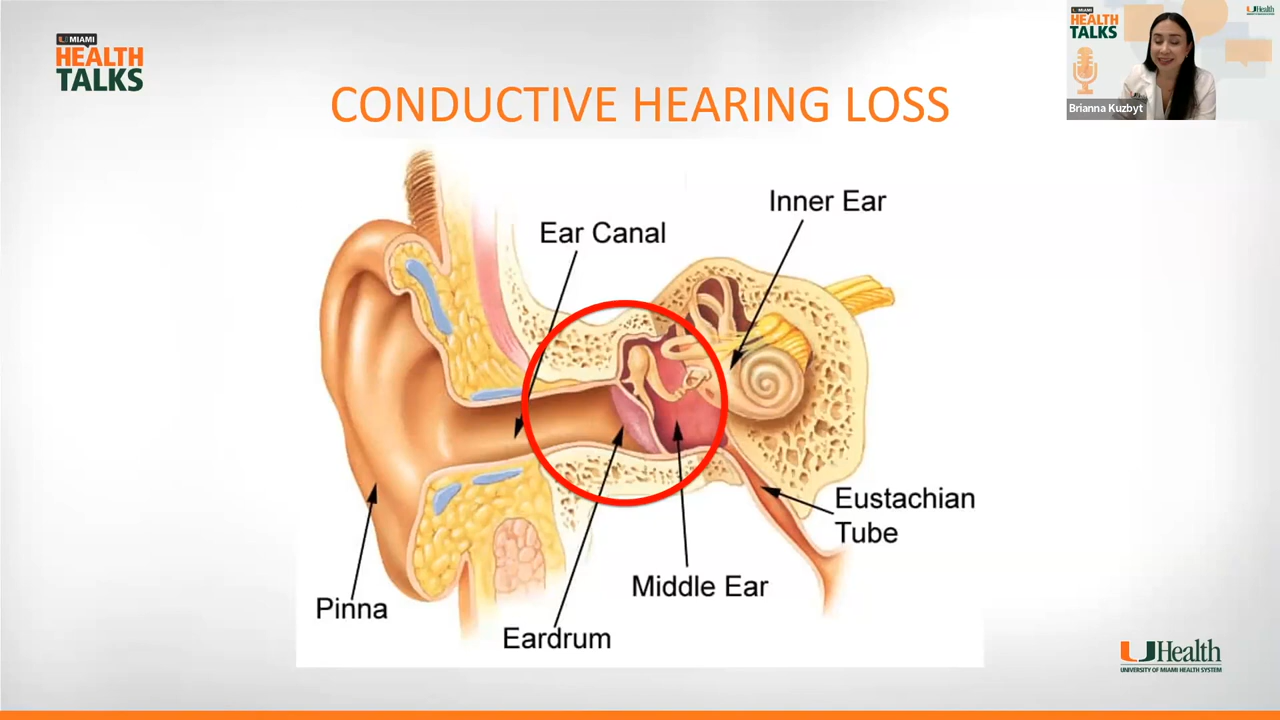 U MIAMI
HEALTH
TALKS
CONDUCTIVE HEARING LOSS
U MIAMI
HEALTH
TALKS
UHealth
Brianna Kuzbyt
Inner Ear
Ear Canal
Eustachian
Tube
Middle Ear
Pinna
Eardrum
UHealth
UNIVERSITY OF MIAMI HEALTH SYSTEM